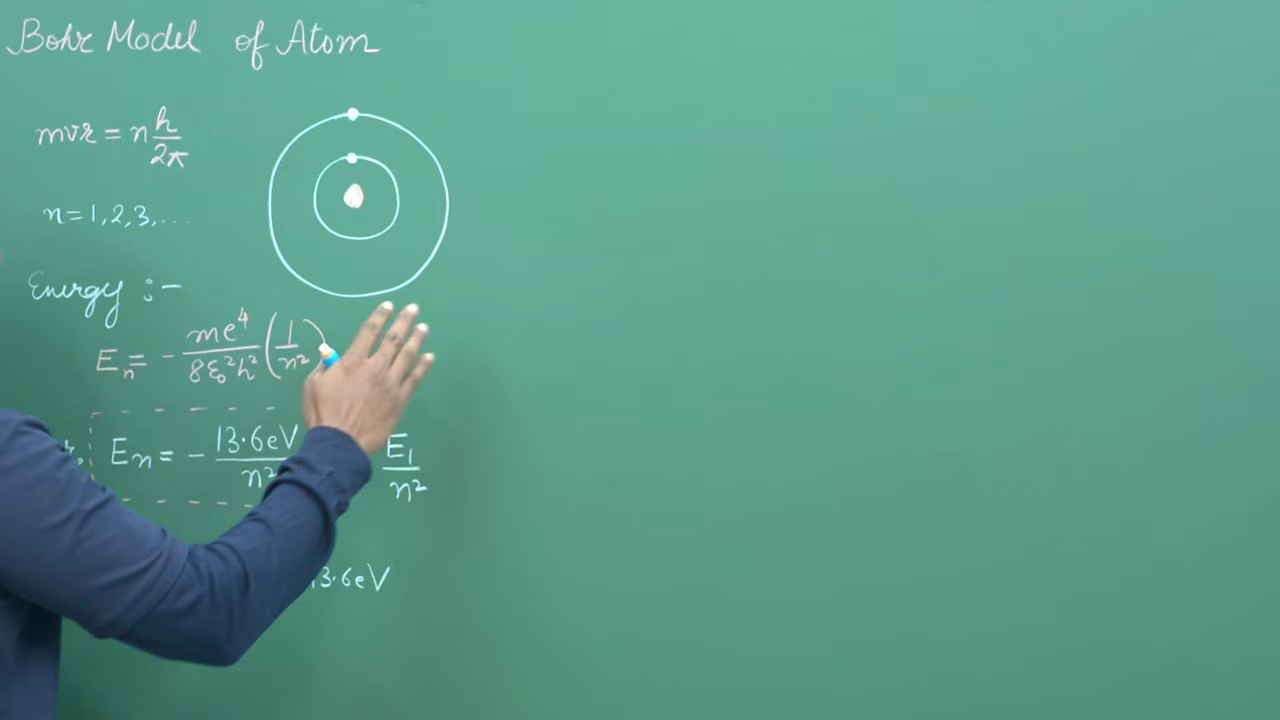 Bohr Model of Atom
mvr = n h/2π
n = 1, 2, 3, ...
Energy :-
Eₙ = - me⁴/8ε₀²h² (1/n²)
Eₙ = - 13.6eV/n² E₁/n²
13.6eV